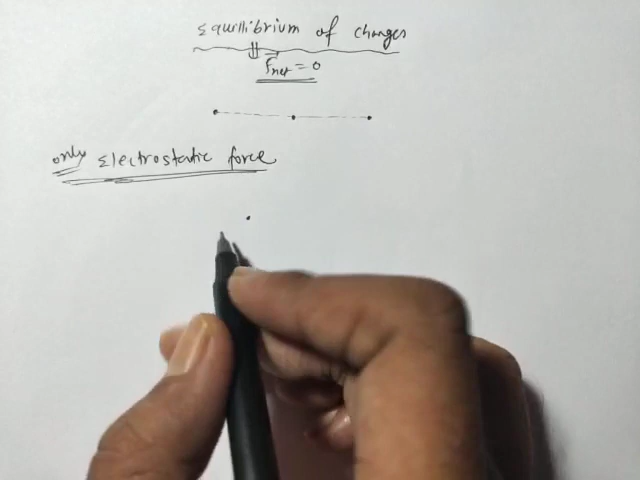 Equilibrium of charges
Fnet = 0
only Electrostatic force